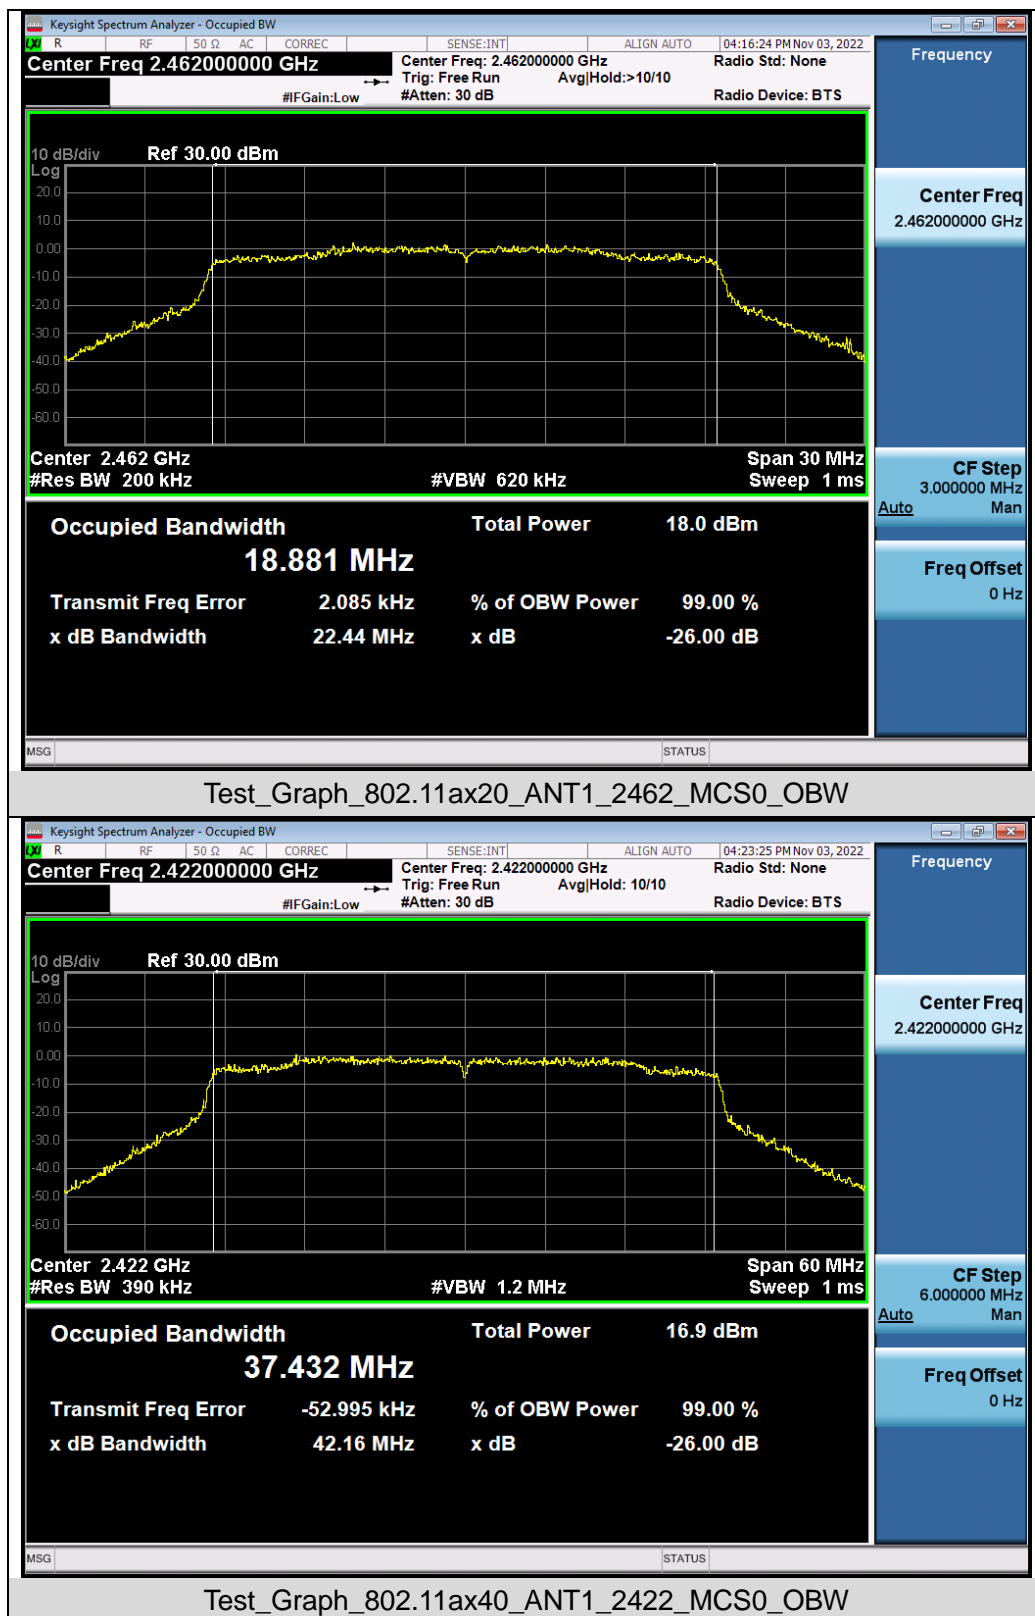 Keysight Spectrum Analyzer - Occupied BW
LXI R RF 50 Ω AC CORREC SENSE:INT ALIGN AUTO 04:16:24 PM Nov 03, 2022
Center Freq 2.462000000 GHz
Center Freq: 2.462000000 GHz Radio Std: None
Trig: Free Run Avg|Hold:>10/10
#IFGain:Low #Atten: 30 dB Radio Device: BTS
Frequency
10 dB/div Ref 30.00 dBm
Log
20.0
10.0
0.00
-10.0
-20.0
-30.0
-40.0
-50.0
-60.0
Center 2.462 GHz Span 30 MHz
#Res BW 200 kHz #VBW 620 kHz Sweep 1 ms
Center Freq
2.462000000 GHz
CF Step
3.000000 MHz
Auto Man
Freq Offset
0 Hz
Occupied Bandwidth Total Power 18.0 dBm
18.881 MHz
Transmit Freq Error 2.085 kHz % of OBW Power 99.00 %
x dB Bandwidth 22.44 MHz x dB -26.00 dB
MSG STATUS
Test_Graph_802.11ax20_ANT1_2462_MCS0_OBW
Keysight Spectrum Analyzer - Occupied BW
LXI R RF 50 Ω AC CORREC SENSE:INT ALIGN AUTO 04:23:25 PM Nov 03, 2022
Center Freq 2.422000000 GHz
Center Freq: 2.422000000 GHz Radio Std: None
Trig: Free Run Avg|Hold: 10/10
#IFGain:Low #Atten: 30 dB Radio Device: BTS
Frequency
10 dB/div Ref 30.00 dBm
Log
20.0
10.0
0.00
-10.0
-20.0
-30.0
-40.0
-50.0
-60.0
Center 2.422 GHz Span 60 MHz
#Res BW 390 kHz #VBW 1.2 MHz Sweep 1 ms
Center Freq
2.422000000 GHz
CF Step
6.000000 MHz
Auto Man
Freq Offset
0 Hz
Occupied Bandwidth Total Power 16.9 dBm
37.432 MHz
Transmit Freq Error -52.995 kHz % of OBW Power 99.00 %
x dB Bandwidth 42.16 MHz x dB -26.00 dB
MSG STATUS
Test_Graph_802.11ax40_ANT1_2422_MCS0_OBW